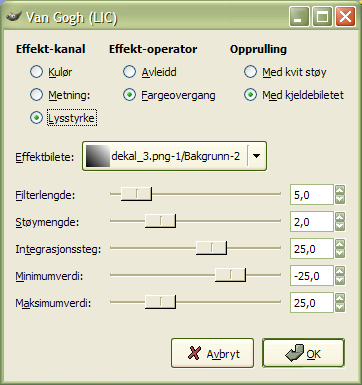 Van Gogh (LIC)
Effekt-kanal Effekt-operator Opprulling
Kulør Avleidd Med kvit støy
Metning: Fargeovergang Med kjeldebiletet
Lysstyrke
Effektbilete: dekal_3.png-1/Bakgrunn-2
Filterlengde: 5,0
Støymengde: 2,0
Integrasjonssteg: 25,0
Minimumverdi: -25,0
Maksimumverdi: 25,0
Avbryt OK